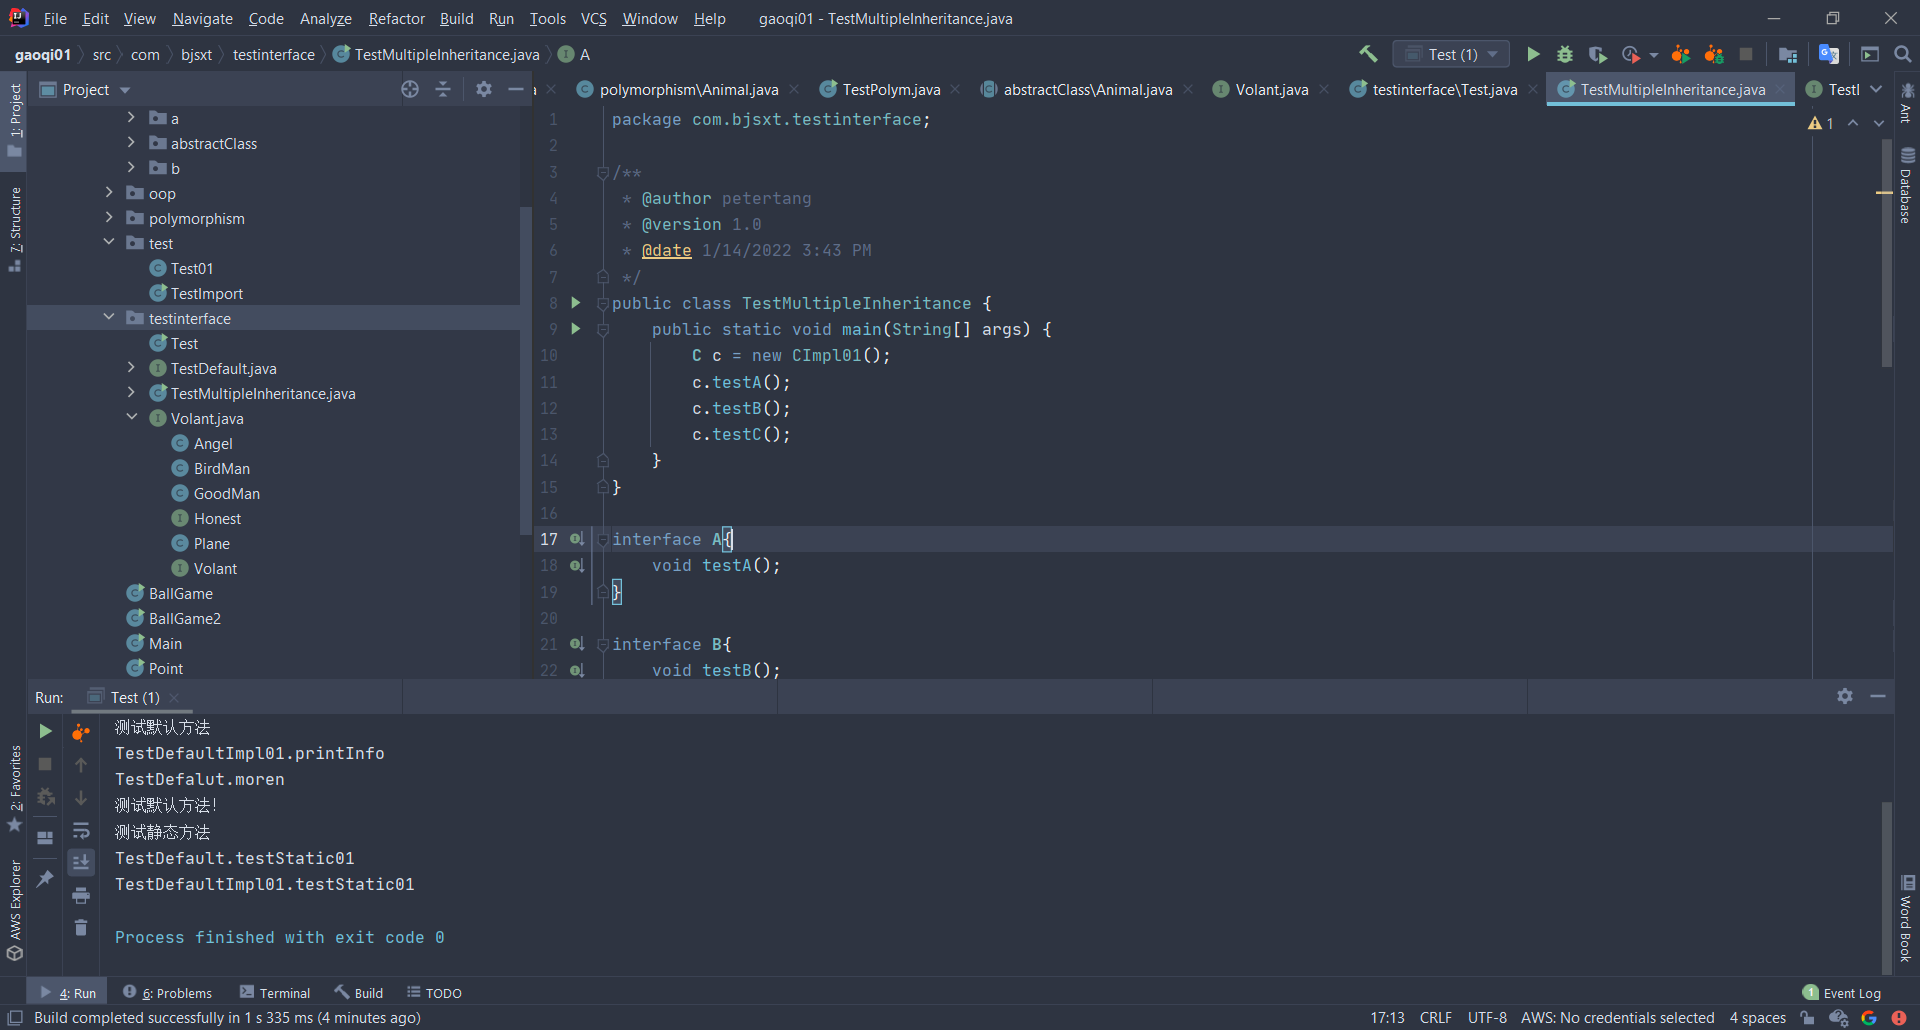 File Edit View Navigate Code Analyze Refactor Build Run Tools VCS Window Help gaoqi01 - TestMultipleInheritance.java
gaoqi01 src com bjsxt testinterface TestMultipleInheritance.java A Test (1)
Project
a polymorphism\Animal.java TestPolym.java abstractClass\Animal.java Volant.java testinterface\Test.java TestMultipleInheritance.java TestI
1: Project
7: Structure
2: Favorites
AWS Explorer
a
abstractClass
b
oop
polymorphism
test
Test01
TestImport
testinterface
Test
TestDefault.java
TestMultipleInheritance.java
Volant.java
Angel
BirdMan
GoodMan
Honest
Plane
Volant
BallGame
BallGame2
Main
Point
1 package com.bjsxt.testinterface;
2
3 /**
4 * @author petertang
5 * @version 1.0
6 * @date 1/14/2022 3:43 PM
7 */
8 public class TestMultipleInheritance {
9 public static void main(String[] args) {
10 C c = new CImpl01();
11 c.testA();
12 c.testB();
13 c.testC();
14 }
15 }
16
17 interface A{
18 void testA();
19 }
20
21 interface B{
22 void testB();
1
Ant
Database
Word Book
Run: Test (1)
测试默认方法
TestDefaultImpl01.printInfo
TestDefalut.moren
测试默认方法!
测试静态方法
TestDefault.testStatic01
TestDefaultImpl01.testStatic01
Process finished with exit code 0
4: Run 6: Problems Terminal Build TODO 1 Event Log
Build completed successfully in 1 s 335 ms (4 minutes ago) 17:13 CRLF UTF-8 AWS: No credentials selected 4 spaces